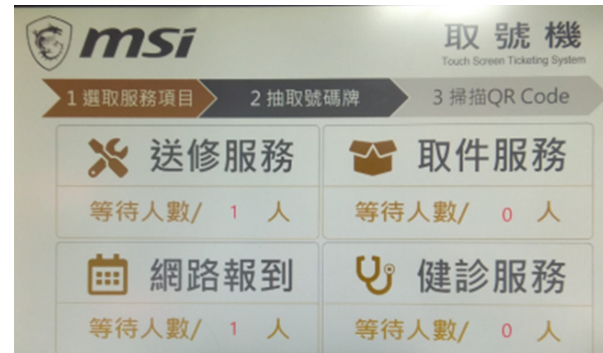 msi
取號機
Touch Screen Ticketing System
1 選取服務項目
2 抽取號碼牌
3 掃描QR Code
送修服務
取件服務
等待人數/ 1 人
等待人數/ 0 人
網路報到
健診服務
等待人數/ 1 人
等待人數/ 0 人